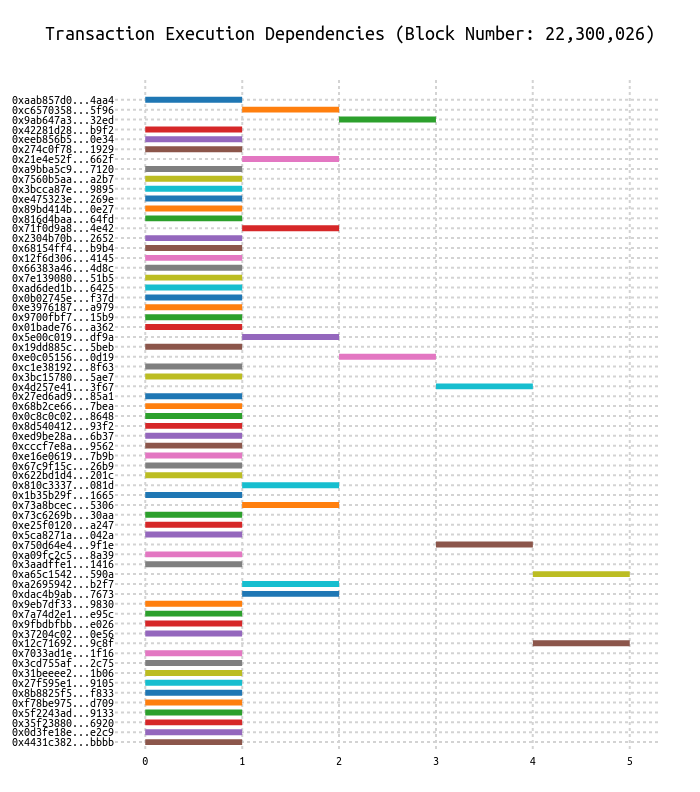 Transaction Execution Dependencies (Block Number: 22,300,026)
0xaab857d0...4aa4
0xc6570358...5f96
0x9ab647a3...32ed
0x42281d28...b9f2
0xeeb856b5...0e34
0x274c0f78...1929
0x21e4e52f...662f
0xa9bba5c9...7120
0x7560b5aa...a2b7
0x3bcca87e...9895
0xe475323e...269e
0x89bd414b...0e27
0x816d4baa...64fd
0x71f0d9a8...4e42
0x2304b70b...2652
0x68154ff4...b9b4
0x12f6d306...4145
0x66383a46...4d8c
0x7e139080...51b5
0xad6ded1b...6425
0x0b02745e...f37d
0xe3976187...a979
0x9700fbf7...15b9
0x01bade76...a362
0x5e00c019...df9a
0x19dd885c...5beb
0xe0c05156...0d19
0xc1e38192...8f63
0x3bc15780...5ae7
0x4d257e41...3f67
0x27ed6ad9...85a1
0x68b2ce66...7bea
0x0c8c0c02...8648
0x8d540412...93f2
0xed9be28a...6b37
0xcccf7e8a...9562
0xe16e0619...7b9b
0x67c9f15c...26b9
0x622bd1d4...201c
0x810c3337...081d
0x1b35b29f...1665
0x73a8bcec...5306
0x73c6269b...30aa
0xe25f0120...a247
0x5ca8271a...042a
0x750d64e4...9f1e
0xa09fc2c5...8a39
0x3aadffe1...1416
0xa65c1542...590a
0xa2695942...b2f7
0xdac4b9ab...7673
0x9eb7df33...9830
0x7a74d2e1...e95c
0x9fbdbfbb...e026
0x37204c02...0e56
0x12c71692...9c8f
0x7033ad1e...1f16
0x3cd755af...2c75
0x31beeee2...1b06
0x27f595e1...9105
0x8b8825f5...f833
0xf78be975...d709
0x5f2243ad...9133
0x35f23880...6920
0x0d3fe18e...e2c9
0x4431c382...bbbb
0 1 2 3 4 5